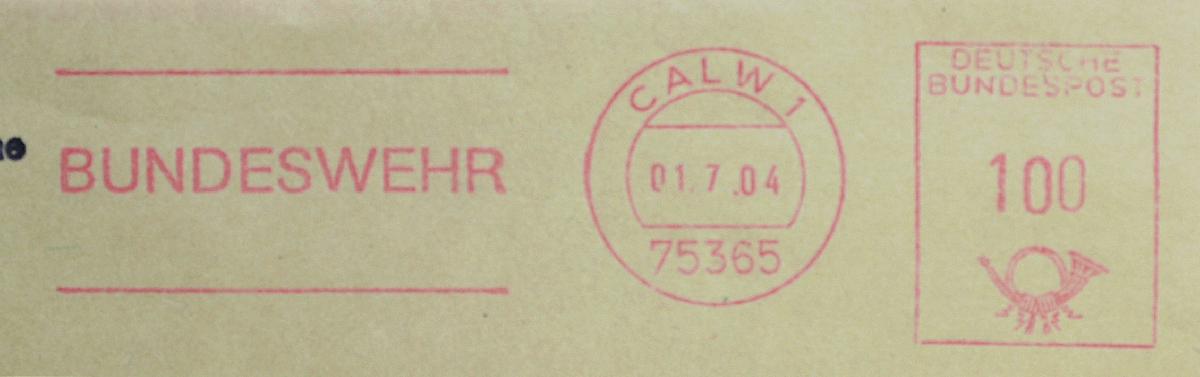 BUNDESWEHR
CALW 1
01.7.04
75365
DEUTSCHE
BUNDESPOST
100